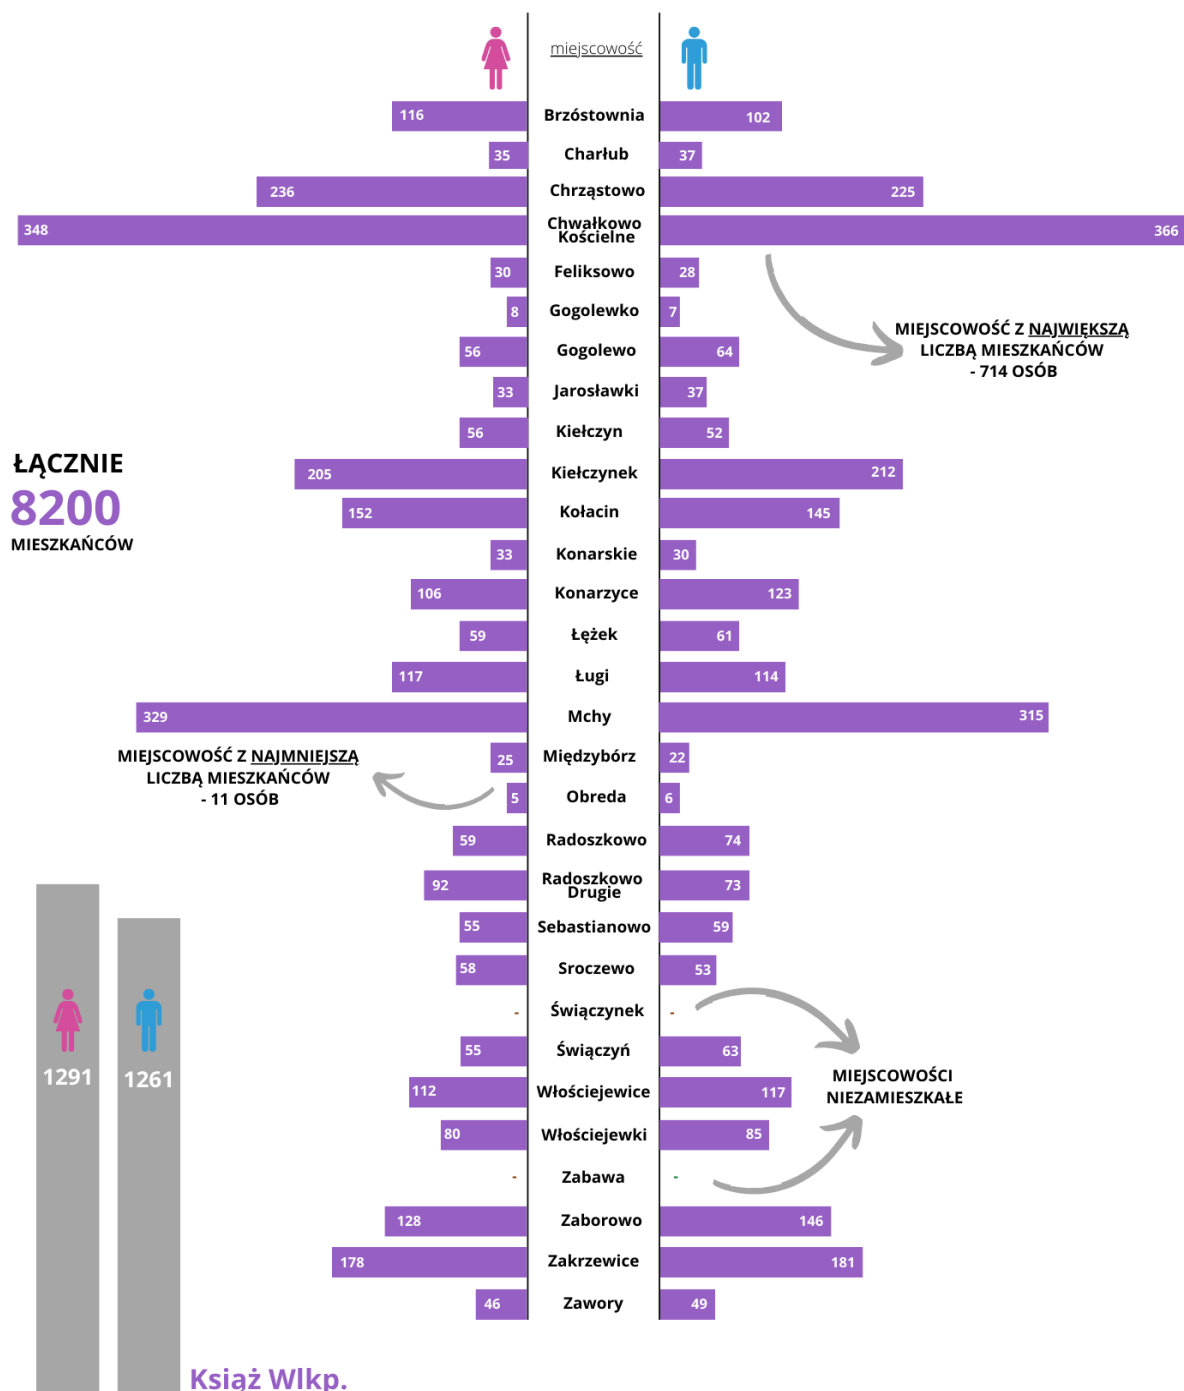 miejscowość
116 Brzóstownia 102
35 Charłub 37
236 Chrząstowo 225
348 Chwałkowo Kościelne 366
30 Feliksowo 28
8 Gogolewko 7
56 Gogolewo 64
MIEJSCOWOŚĆ Z NAJWIĘKSZĄ
LICZBĄ MIESZKAŃCÓW
- 714 OSÓB
33 Jarosławki 37
56 Kiełczyn 52
ŁĄCZNIE
8200
MIESZKAŃCÓW
205 Kiełczynek 212
152 Kołacin 145
33 Konarskie 30
106 Konarzyce 123
59 Łężek 61
117 Ługi 114
329 Mchy 315
25 Międzybórz 22
MIEJSCOWOŚĆ Z NAJMNIEJSZĄ
LICZBĄ MIESZKAŃCÓW
- 11 OSÓB
5 Obreda 6
59 Radoszkowo 74
92 Radoszkowo Drugie 73
55 Sebastianowo 59
58 Sroczewo 53
- Świączynek -
55 Świączyń 63
MIEJSCOWOŚCI
NIEZAMIESZKAŁE
1291 1261
112 Włościejewice 117
80 Włościejewki 85
- Zabawa -
128 Zaborowo 146
178 Zakrzewice 181
46 Zawory 49
Książ Wlkp.